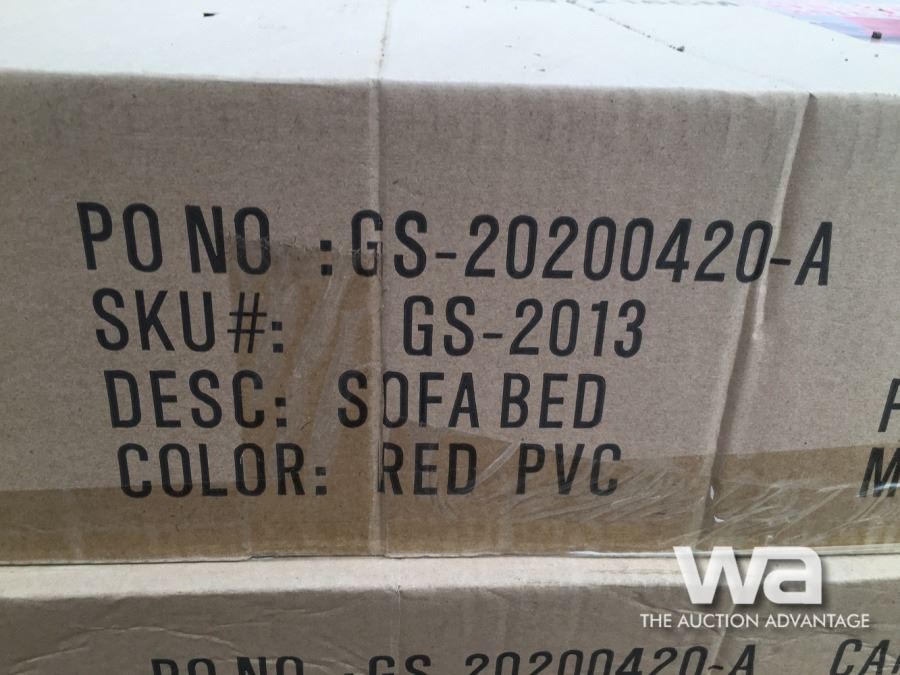 PO NO :GS-20200420-A
SKU#: GS-2013
DESC: SOFA BED
COLOR: RED PVC
wa
THE AUCTION ADVANTAGE
PO NO :GS-20200420-A